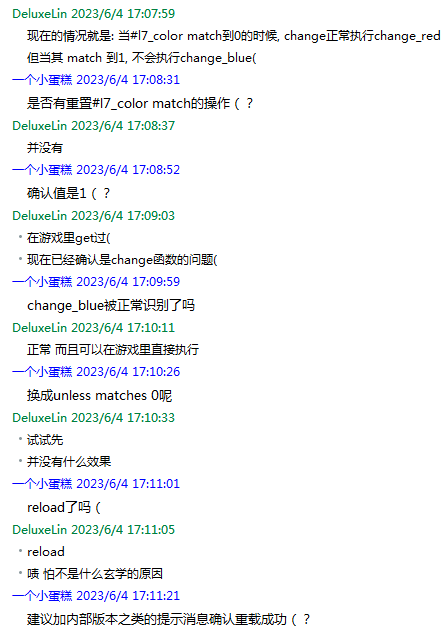 DeluxeLin 2023/6/4 17:07:59
现在的情况就是: 当#l7_color match到0的时候, change正常执行change_red
但当其 match 到1, 不会执行change_blue(
一个小蛋糕 2023/6/4 17:08:31
是否有重置#l7_color match的操作（？
DeluxeLin 2023/6/4 17:08:37
并没有
一个小蛋糕 2023/6/4 17:08:52
确认值是1（？
DeluxeLin 2023/6/4 17:09:03
• 在游戏里get过(
• 现在已经确认是change函数的问题(
一个小蛋糕 2023/6/4 17:09:59
change_blue被正常识别了吗
DeluxeLin 2023/6/4 17:10:11
正常 而且可以在游戏里直接执行
一个小蛋糕 2023/6/4 17:10:26
换成unless matches 0呢
DeluxeLin 2023/6/4 17:10:33
• 试试先
• 并没有什么效果
一个小蛋糕 2023/6/4 17:11:01
reload了吗（
DeluxeLin 2023/6/4 17:11:05
• reload
• 啧 怕不是什么玄学的原因
一个小蛋糕 2023/6/4 17:11:21
建议加内部版本之类的提示消息确认重载成功（？